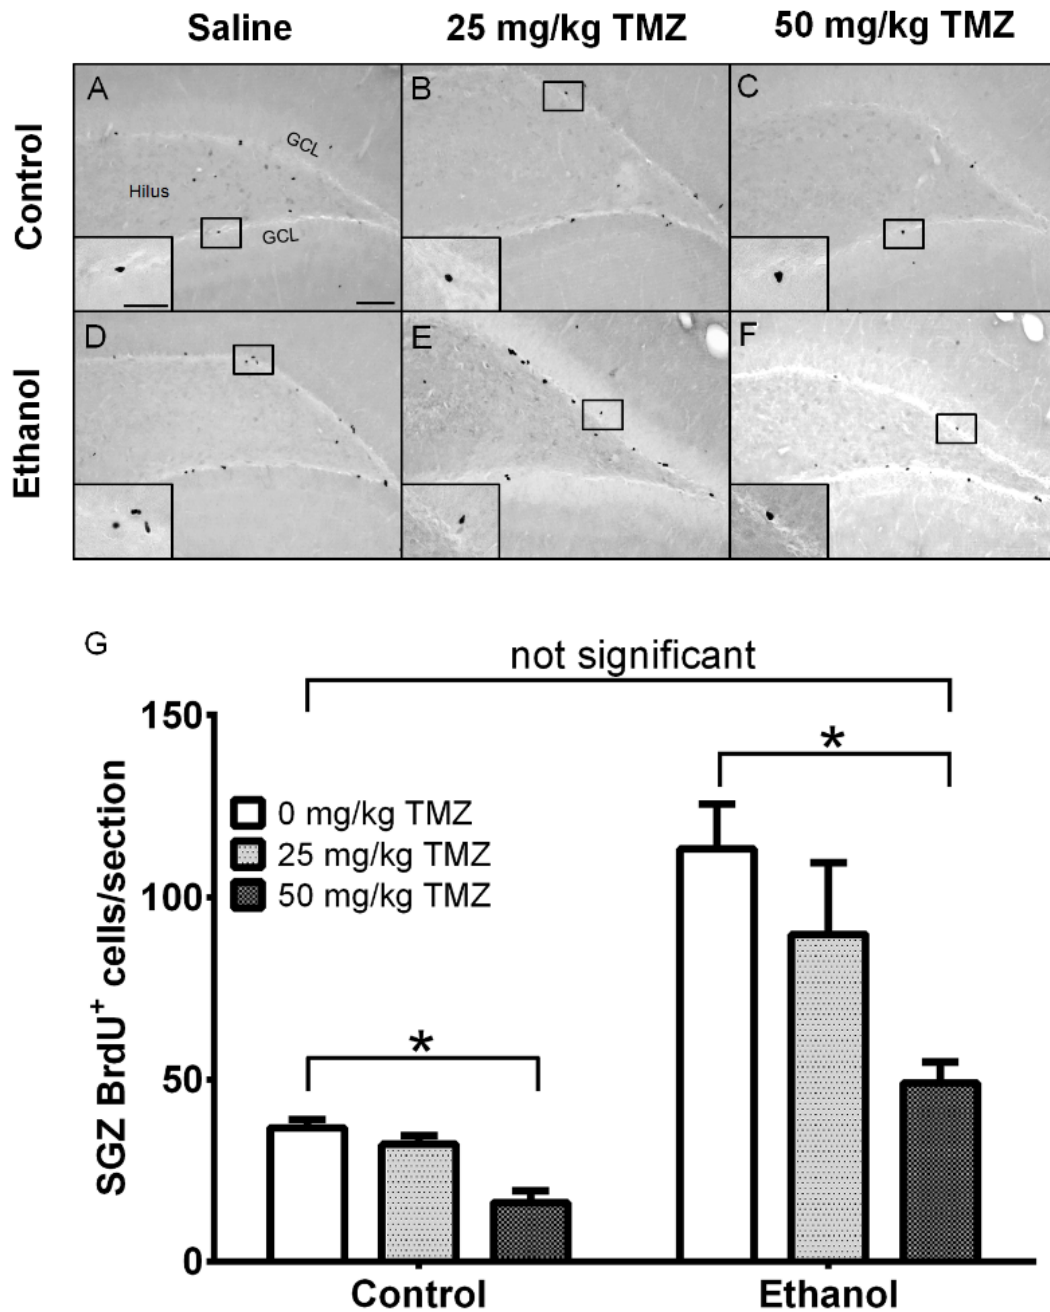 Saline 25 mg/kg TMZ 50 mg/kg TMZ
Control
A B C
GCL
Hilus
GCL
Ethanol
D E F
G
not significant
*
*
SGZ BrdU⁺ cells/section
150
100
50
0
0 mg/kg TMZ
25 mg/kg TMZ
50 mg/kg TMZ
Control Ethanol